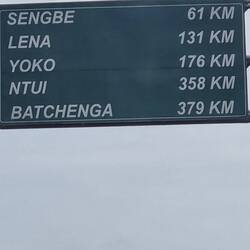 SENGBE 61 KM
LENA 131 KM
YOKO 176 KM
NTUI 358 KM
BATCHENGA 379 KM